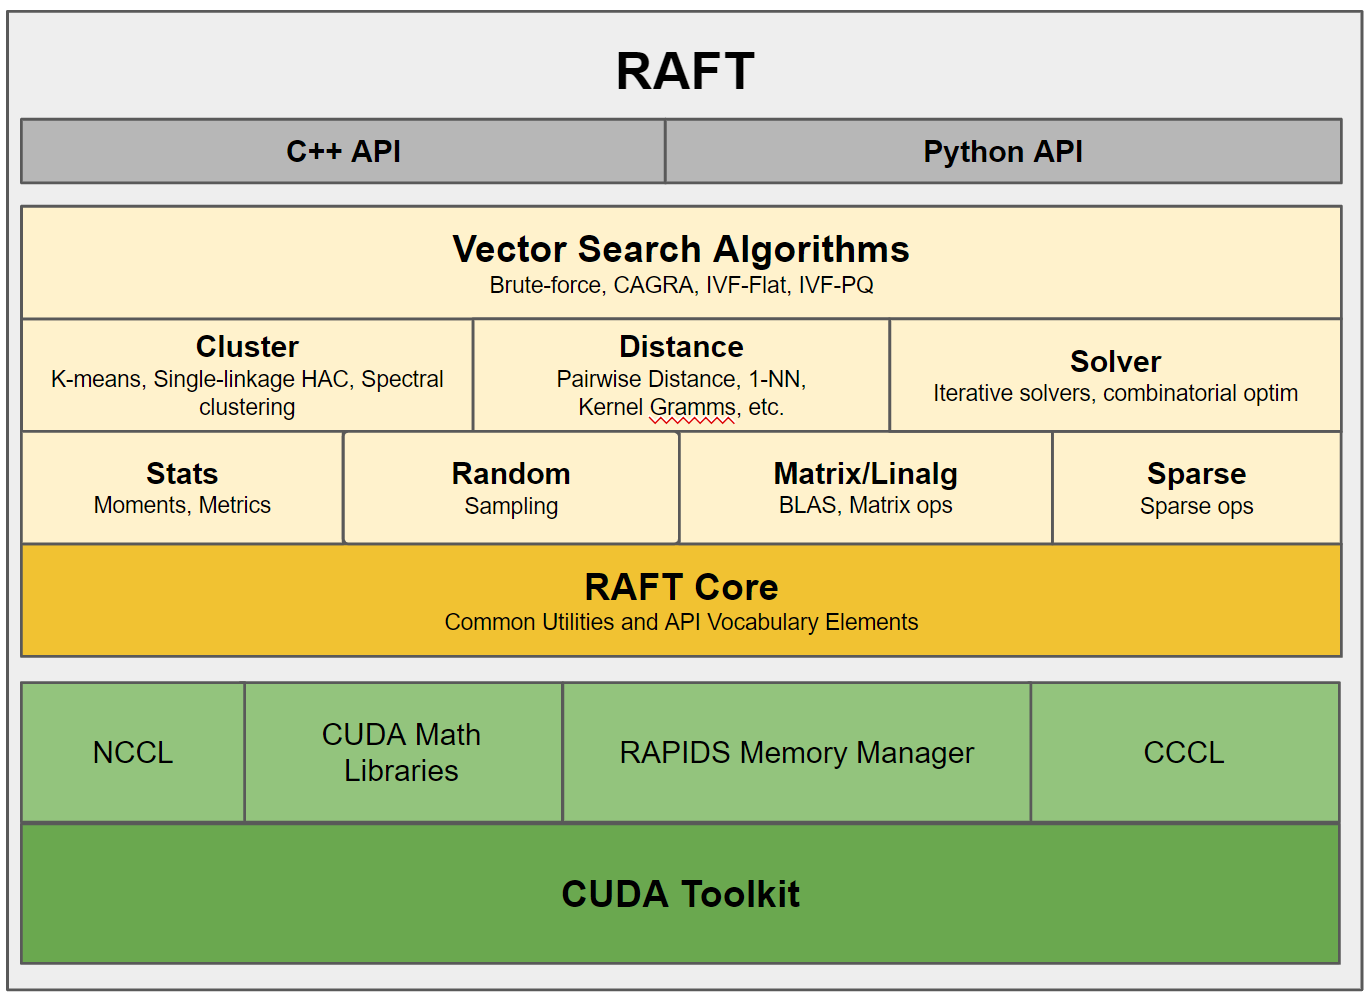 RAFT
C++ API
Python API
Vector Search Algorithms
Brute-force, CAGRA, IVF-Flat, IVF-PQ
Cluster
K-means, Single-linkage HAC, Spectral
clustering
Distance
Pairwise Distance, 1-NN,
Kernel Gramms, etc.
Solver
Iterative solvers, combinatorial optim
Stats
Moments, Metrics
Random
Sampling
Matrix/Linalg
BLAS, Matrix ops
Sparse
Sparse ops
RAFT Core
Common Utilities and API Vocabulary Elements
NCCL
CUDA Math
Libraries
RAPIDS Memory Manager
CCCL
CUDA Toolkit